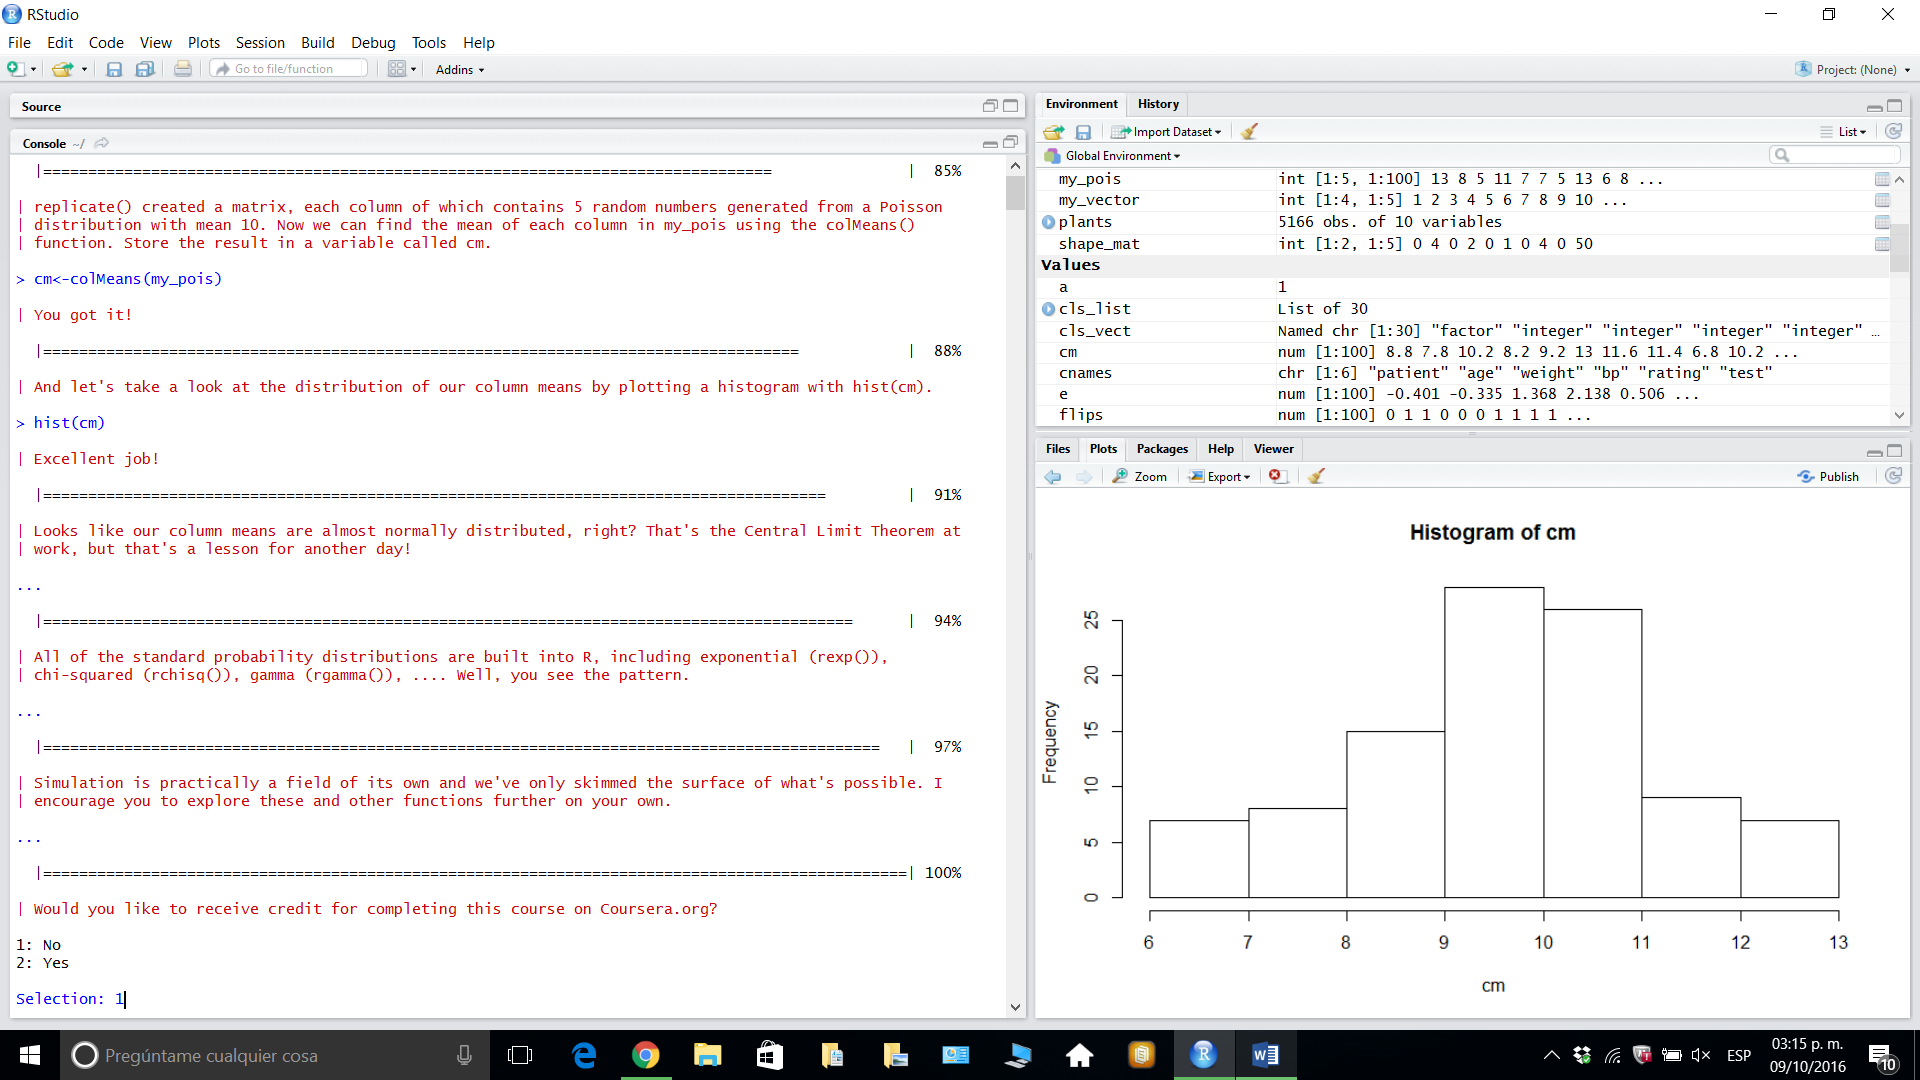 RStudio
File Edit Code View Plots Session Build Debug Tools Help
Go to file/function Addins Project: (None)
Source
Console ~/
|================================================================================= | 85%
| replicate() created a matrix, each column of which contains 5 random numbers generated from a Poisson
| distribution with mean 10. Now we can find the mean of each column in my_pois using the colMeans()
| function. Store the result in a variable called cm.
> cm<-colMeans(my_pois)
| You got it!
|==================================================================================== | 88%
| And let's take a look at the distribution of our column means by plotting a histogram with hist(cm).
> hist(cm)
| Excellent job!
|======================================================================================= | 91%
| Looks like our column means are almost normally distributed, right? That's the Central Limit Theorem at
| work, but that's a lesson for another day!
...
|========================================================================================== | 94%
| All of the standard probability distributions are built into R, including exponential (rexp()),
| chi-squared (rchisq()), gamma (rgamma()), .... Well, you see the pattern.
...
|============================================================================================= | 97%
| Simulation is practically a field of its own and we've only skimmed the surface of what's possible. I
| encourage you to explore these and other functions further on your own.
...
|================================================================================================| 100%
| Would you like to receive credit for completing this course on Coursera.org?
1: No
2: Yes
Selection: 1
Environment History
Import Dataset List
Global Environment
my_pois int [1:5, 1:100] 13 8 5 11 7 7 5 13 6 8 ...
my_vector int [1:4, 1:5] 1 2 3 4 5 6 7 8 9 10 ...
plants 5166 obs. of 10 variables
shape_mat int [1:2, 1:5] 0 4 0 2 0 1 0 4 0 50
Values
a 1
cls_list List of 30
cls_vect Named chr [1:30] "factor" "integer" "integer" "integer" "integer" …
cm num [1:100] 8.8 7.8 10.2 8.2 9.2 13 11.6 11.4 6.8 10.2 ...
cnames chr [1:6] "patient" "age" "weight" "bp" "rating" "test"
e num [1:100] -0.401 -0.335 1.368 2.138 0.506 ...
flips num [1:100] 0 1 1 0 0 0 1 1 1 1 ...
Files Plots Packages Help Viewer
Zoom Export Publish
Histogram of cm
Frequency
25
20
15
10
5
0
6 7 8 9 10 11 12 13
cm
Pregúntame cualquier cosa
ESP
03:15 p. m.
09/10/2016
10